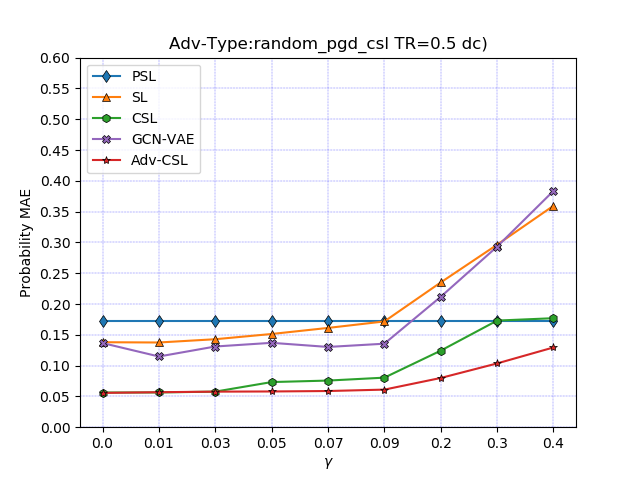 Adv-Type:random_pgd_csl TR=0.5 dc)
Probability MAE
0.60
0.55
0.50
0.45
0.40
0.35
0.30
0.25
0.20
0.15
0.10
0.05
0.00
PSL
SL
CSL
GCN-VAE
Adv-CSL
0.0 0.01 0.03 0.05 0.07 0.09 0.2 0.3 0.4
γ